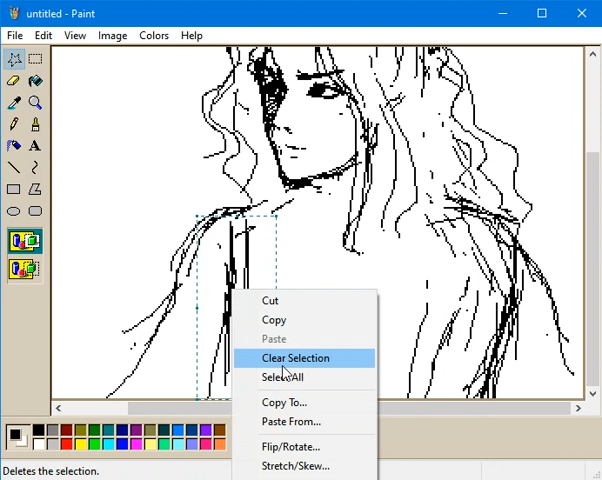 untitled - Paint
File Edit View Image Colors Help
A
Cut
Copy
Paste
Clear Selection
Select All
Copy To...
Paste From...
Flip/Rotate...
Stretch/Skew...
Deletes the selection.